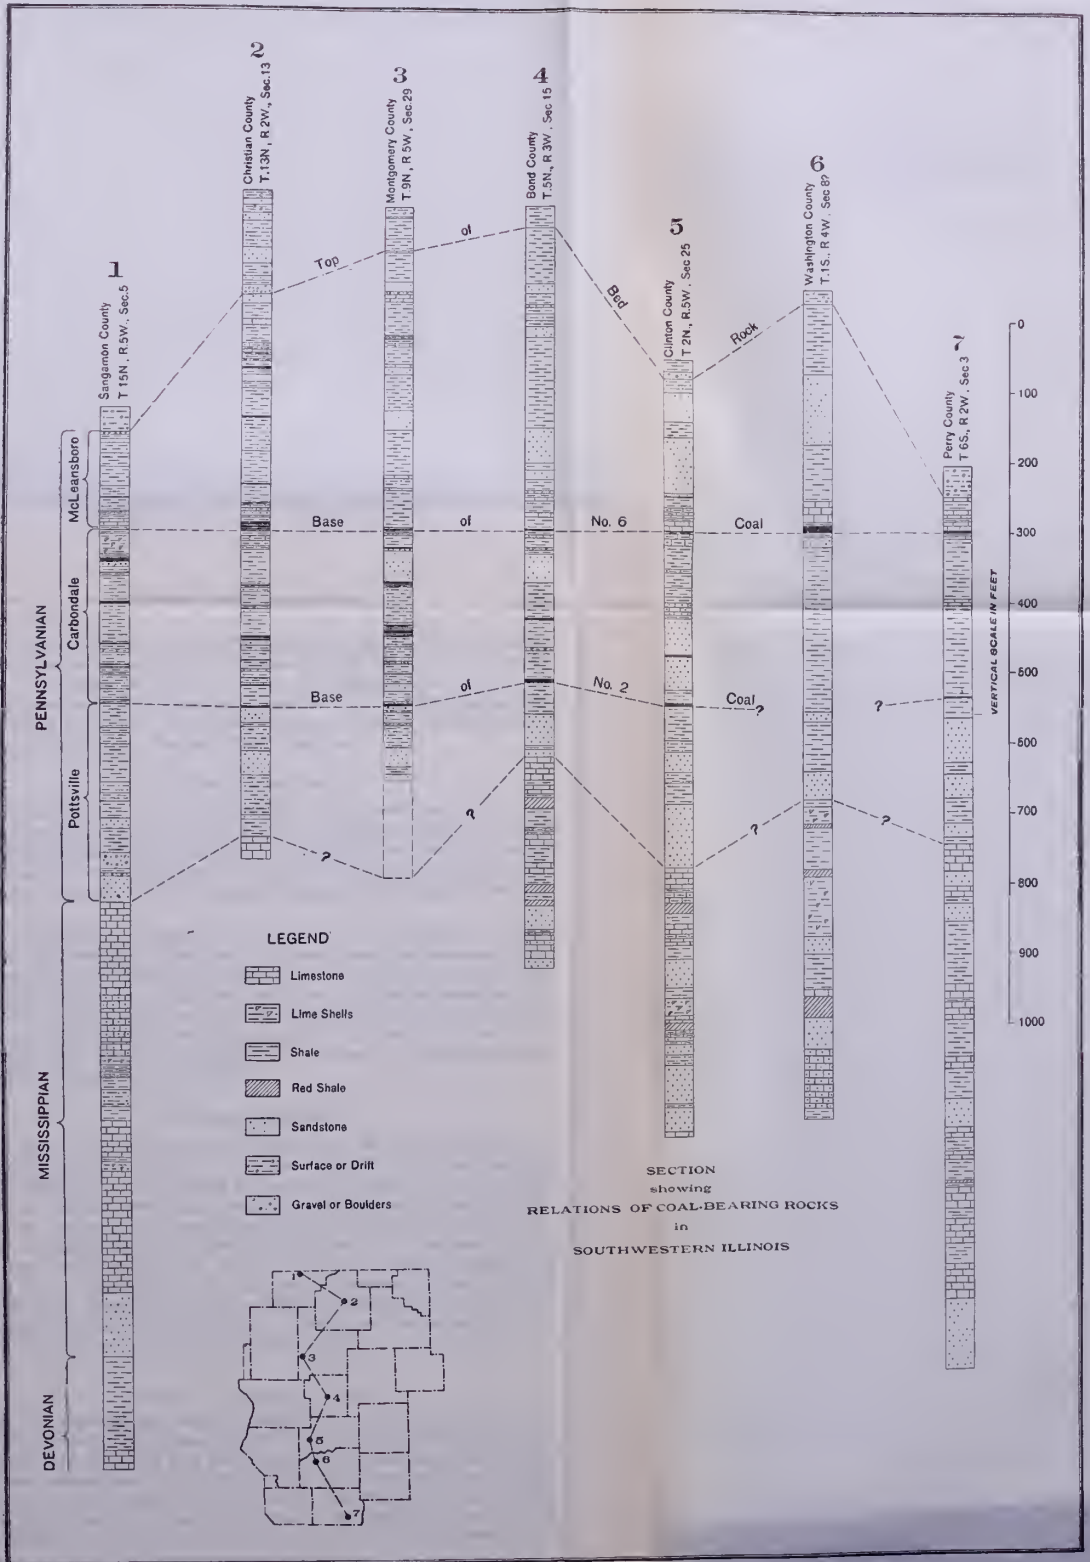 1
Sangamon County
T 15N., R.5W., Sec.5
2
Christian County
T.13N., R 2W., Sec.13
3
Montgomery County
T.9N., R 5W., Sec.29
4
Bond County
T.5N., R 3W., Sec 15
5
Clinton County
T 2N., R.5W., Sec 25
6
Washington County
T.1S., R 4W., Sec 8?
Perry County
T 6S., R 2W., Sec 3
Top of Bed Rock
Base of No. 6 Coal
Base of No. 2 Coal ? ?
? ? ? ?
PENNSYLVANIAN
McLeansboro
Carbondale
Pottsville
MISSISSIPPIAN
DEVONIAN
0
100
200
300
400
500
600
700
800
900
1000
VERTICAL SCALE IN FEET
LEGEND
Limestone
Lime Shells
Shale
Red Shale
Sandstone
Surface or Drift
Gravel or Boulders
SECTION
showing
RELATIONS OF COAL-BEARING ROCKS
in
SOUTHWESTERN ILLINOIS
1
2
3
4
5
6
7